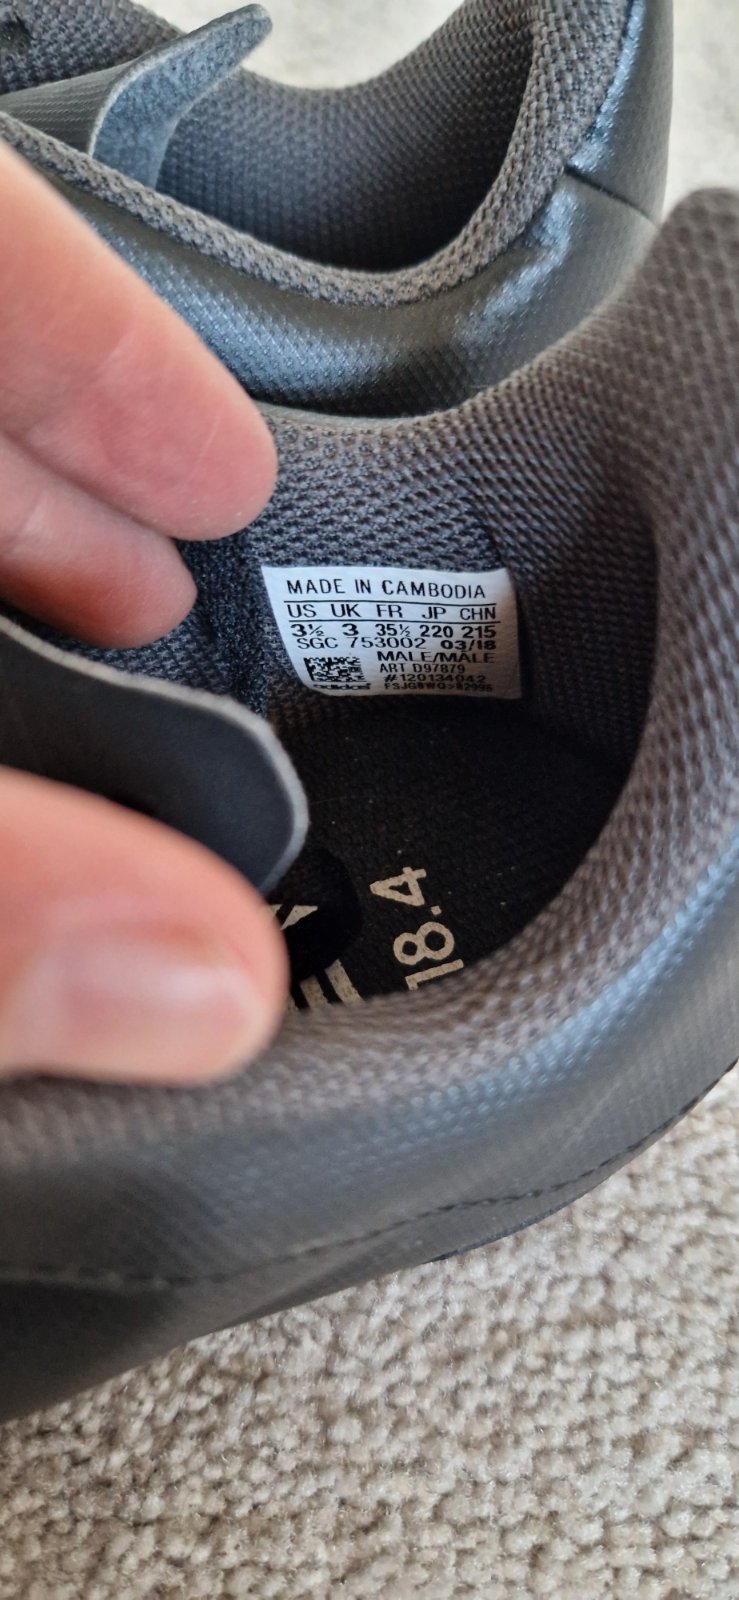 MADE IN CAMBODIA
US UK FR JP CHN
3½ 3 35½ 220 215
SGC 753002 03/18
MALE/MALE
ART D97879
#120134042
adidas
18.4